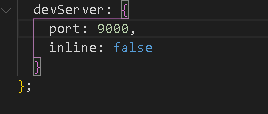 devServer: {
port: 9000,
inline: false
}
};